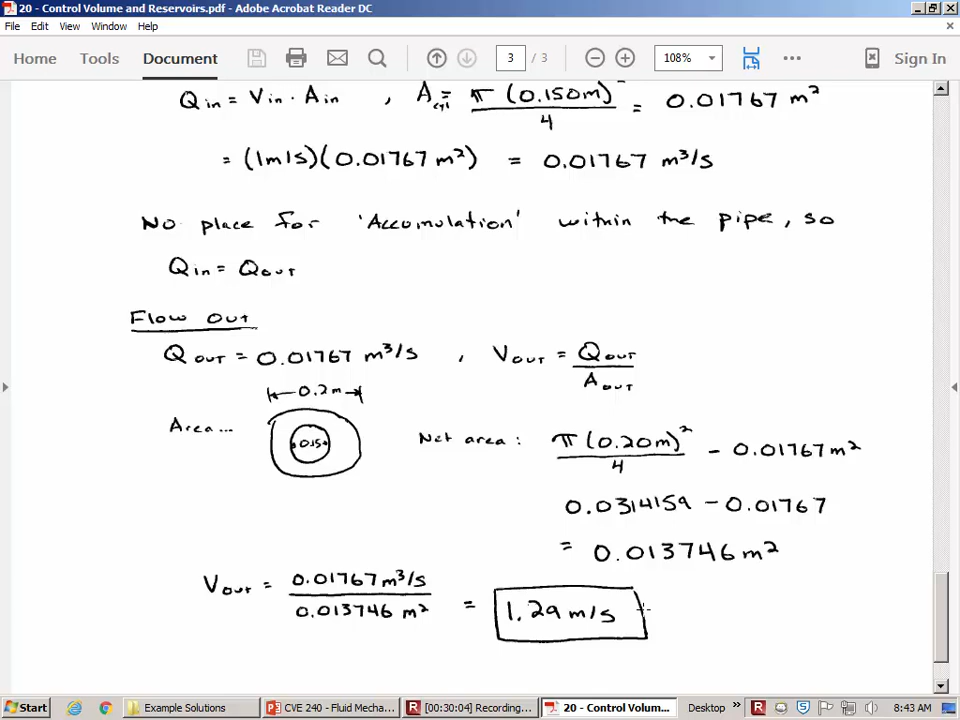 20 - Control Volume and Reservoirs.pdf - Adobe Acrobat Reader DC
File Edit View Window Help
Home Tools Document 3 / 3 108% Sign In
Qin = Vin · Ain , Acyl = π(0.150m)²/4 = 0.01767 m²
= (1m/s)(0.01767 m²) = 0.01767 m³/s
No place for 'Accumulation' within the pipe, so
Qin = Qout
Flow Out
Qout = 0.01767 m³/s , Vout = Qout/Aout
0.2m
Area... 0.15 Net area: π(0.20m)²/4 - 0.01767m²
0.0314159 - 0.01767
= 0.013746 m²
Vout = 0.01767 m³/s / 0.013746 m² = 1.29 m/s
Start Example Solutions CVE 240 - Fluid Mecha... [00:30:04] Recording... 20 - Control Volum... Desktop » 8:43 AM